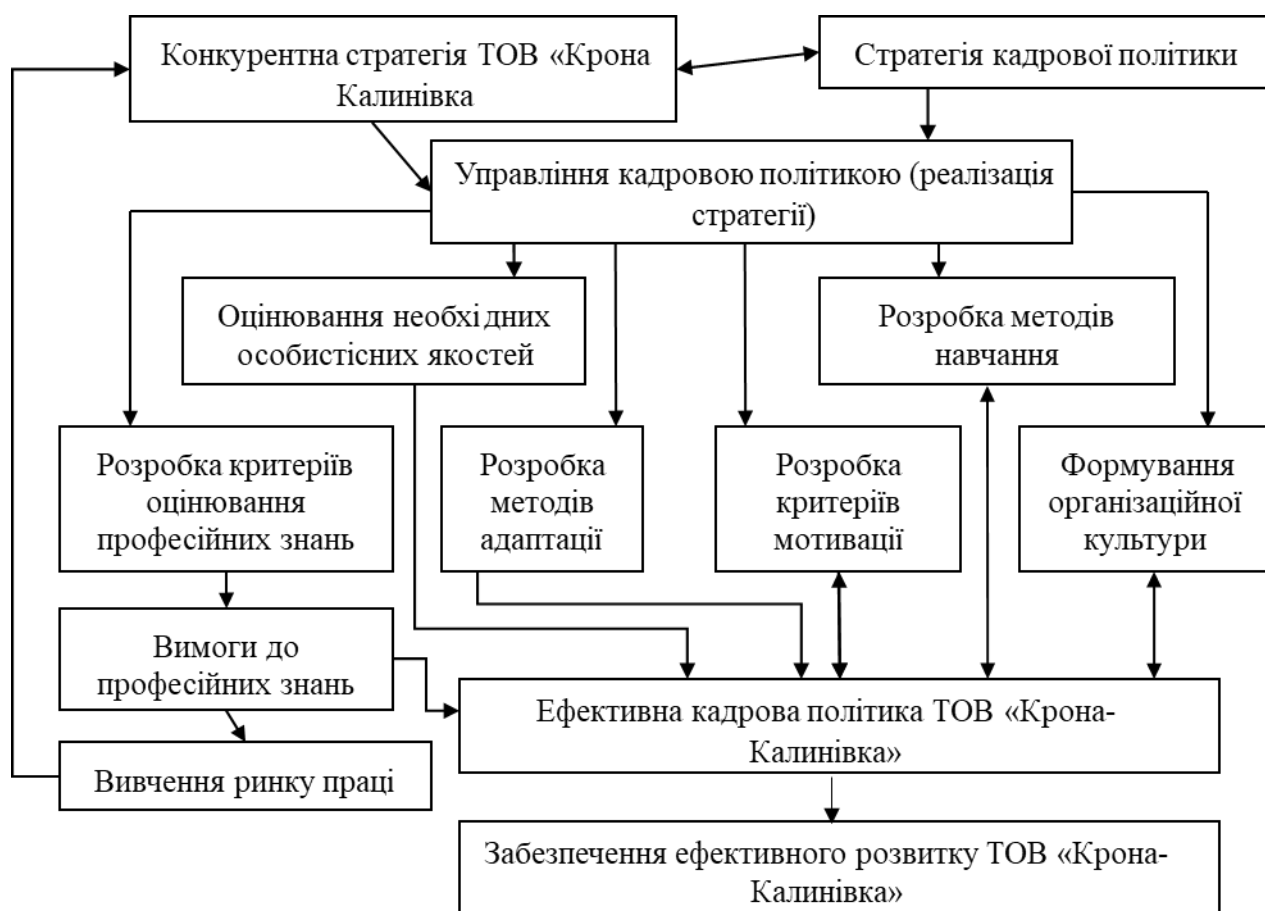 Конкурентна стратегія ТОВ «Крона
Калинівка
Стратегія кадрової політики
Управління кадровою політикою (реалізація
стратегії)
Оцінювання необхідних
особистісних якостей
Розробка методів
навчання
Розробка критеріїв
оцінювання
професійних знань
Розробка
методів
адаптації
Розробка
критеріїв
мотивації
Формування
організаційної
культури
Вимоги до
професійних знань
Ефективна кадрова політика ТОВ «Крона-
Калинівка»
Вивчення ринку праці
Забезпечення ефективного розвитку ТОВ «Крона-
Калинівка»